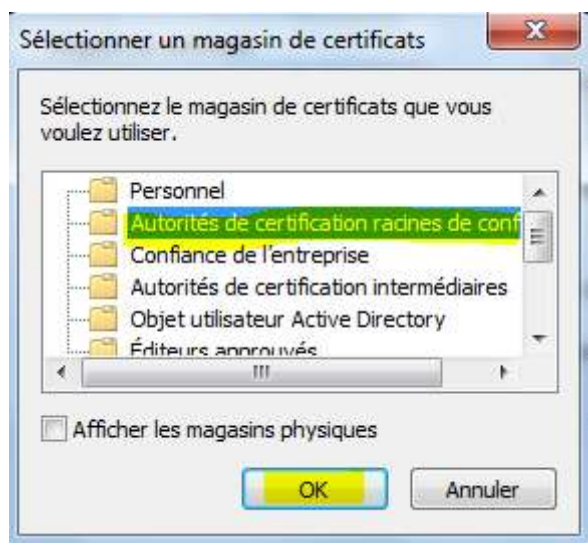 Sélectionner un magasin de certificats
Sélectionnez le magasin de certificats que vous
voulez utiliser.
Personnel
Autorités de certification racines de conf
Confiance de l'entreprise
Autorités de certification intermédiaires
Objet utilisateur Active Directory
Éditeurs approuvés
Afficher les magasins physiques
OK
Annuler